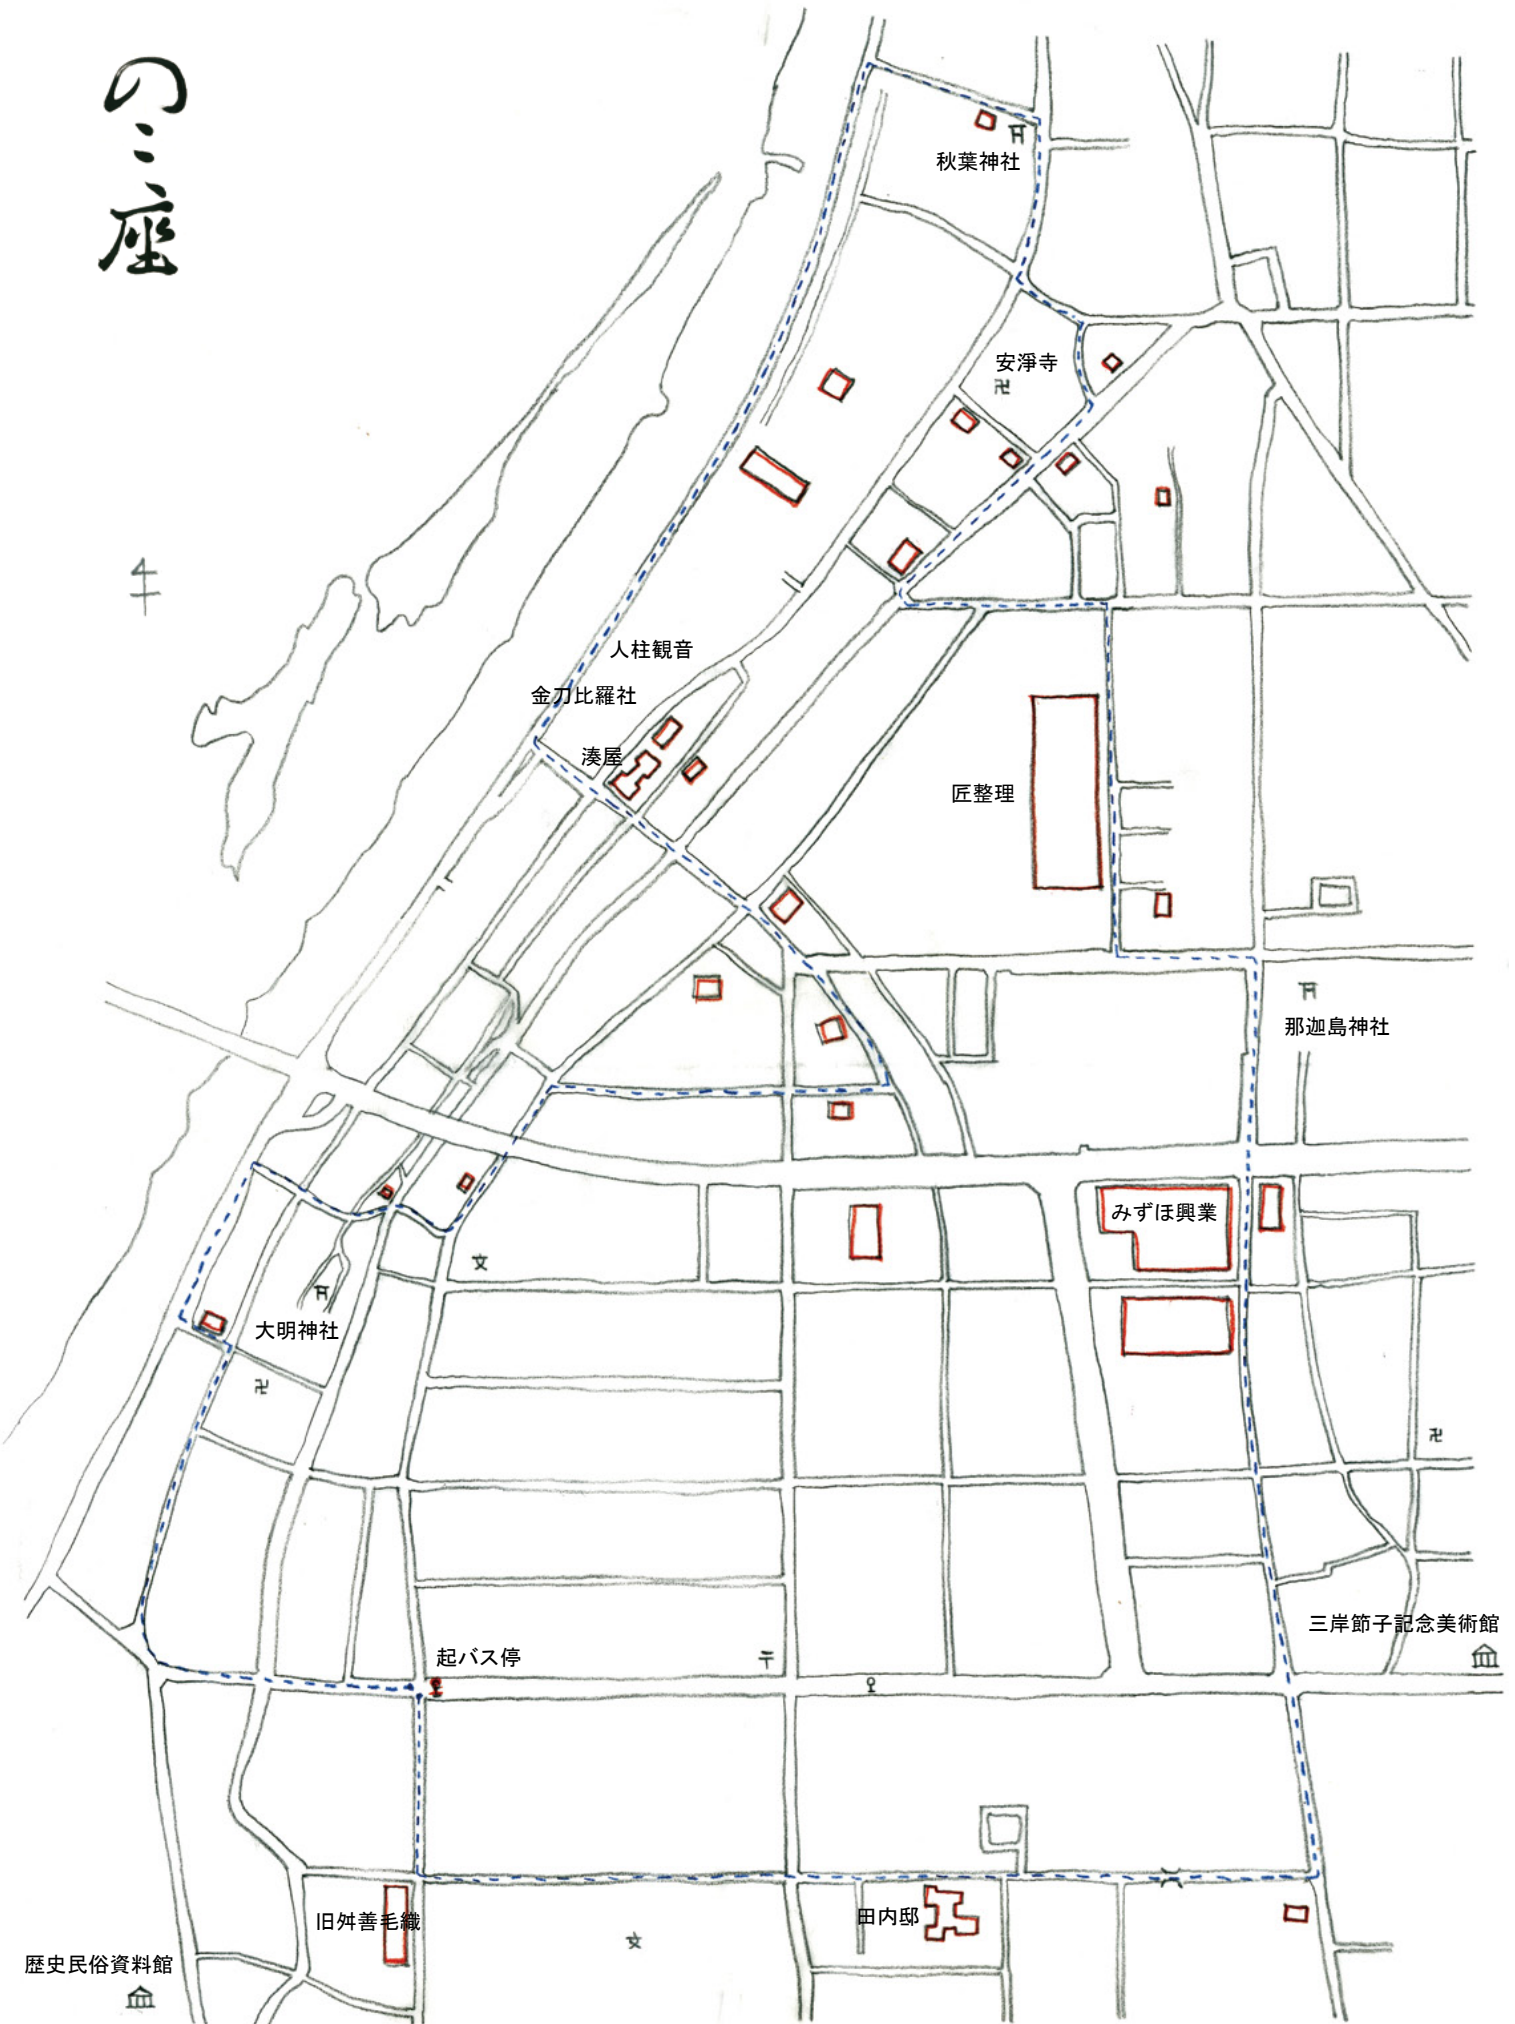 のこ座
秋葉神社
安淨寺
人柱観音
金刀比羅社
湊屋
匠整理
那迦島神社
みずほ興業
文
大明神社
三岸節子記念美術館
起バス停
田内邸
旧舛善毛織
文
歴史民俗資料館